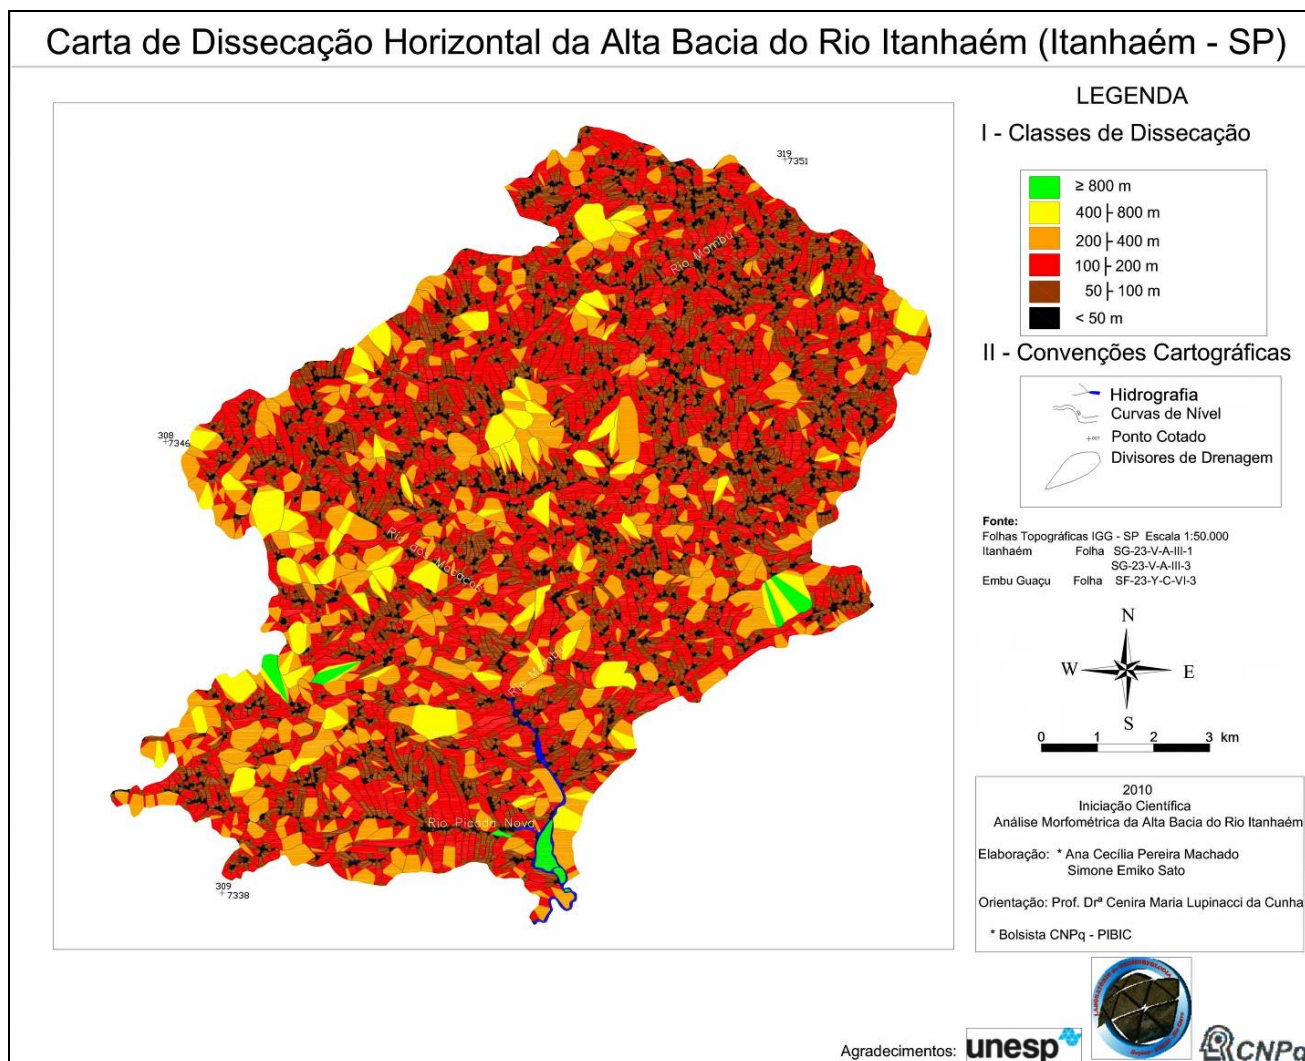 Carta de Dissecação Horizontal da Alta Bacia do Rio Itanhaém (Itanhaém - SP)
LEGENDA
I - Classes de Dissecação
≥ 800 m
400 ├ 800 m
200 ├ 400 m
100 ├ 200 m
50 ├ 100 m
< 50 m
II - Convenções Cartográficas
Hidrografia
Curvas de Nível
Ponto Cotado
Divisores de Drenagem
Fonte:
Folhas Topográficas IGG - SP Escala 1:50.000
Itanhaém Folha SG-23-V-A-III-1
SG-23-V-A-III-3
Embu Guaçu Folha SF-23-Y-C-VI-3
N
W E
S
0 1 2 3 km
2010
Iniciação Científica
Análise Morfométrica da Alta Bacia do Rio Itanhaém
Elaboração: * Ana Cecília Pereira Machado
Simone Emiko Sato
Orientação: Prof. Drª Cenira Maria Lupinacci da Cunha
* Bolsista CNPq - PIBIC
Agradecimentos: unesp
CNPq
319
7351
Rio Mambú
308
7346
Rio dos Macacos
Rio Mambú
Rio Picada Nova
309
7338